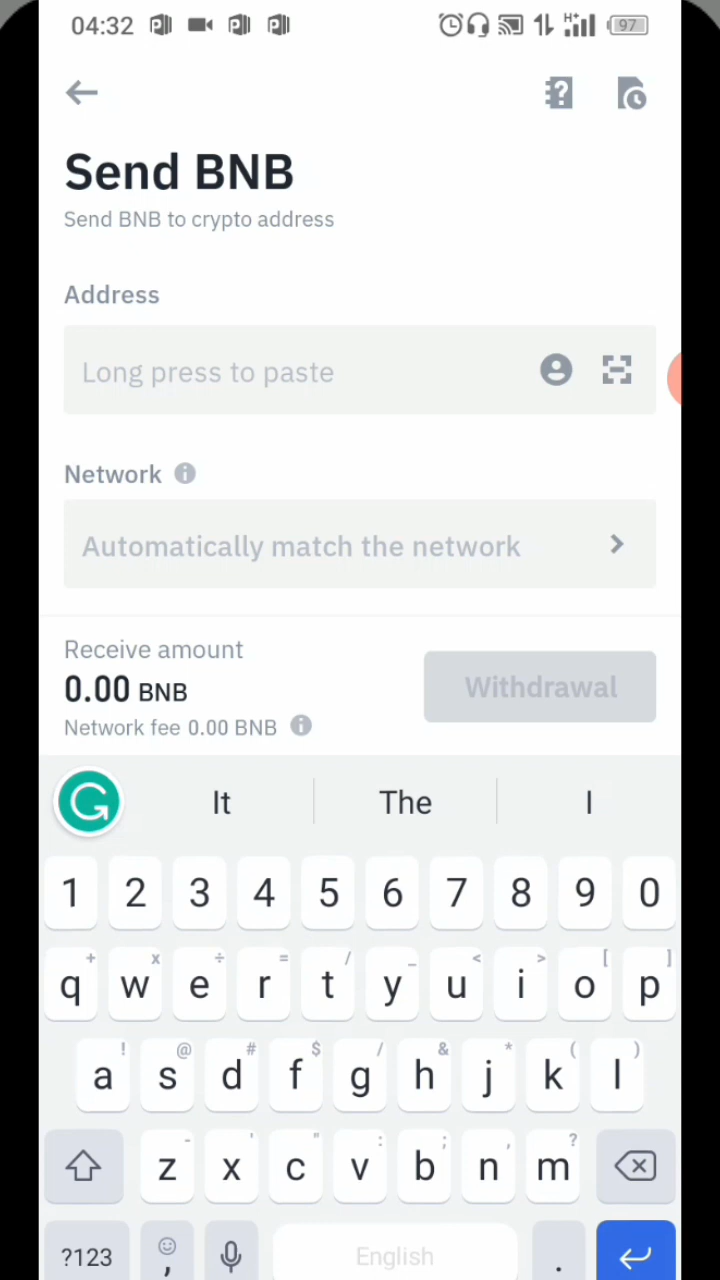 04:32 H+ 97
Send BNB
Send BNB to crypto address
Address
Long press to paste
Network
Automatically match the network
Receive amount
0.00 BNB
Withdrawal
Network fee 0.00 BNB
It The I
1 2 3 4 5 6 7 8 9 0
+ x ÷ = / _ < > [ ]
q w e r t y u i o p
! @ # $ / & * ( )
a s d f g h j k l
- ' " : ; , ?
z x c v b n m
?123 , English .